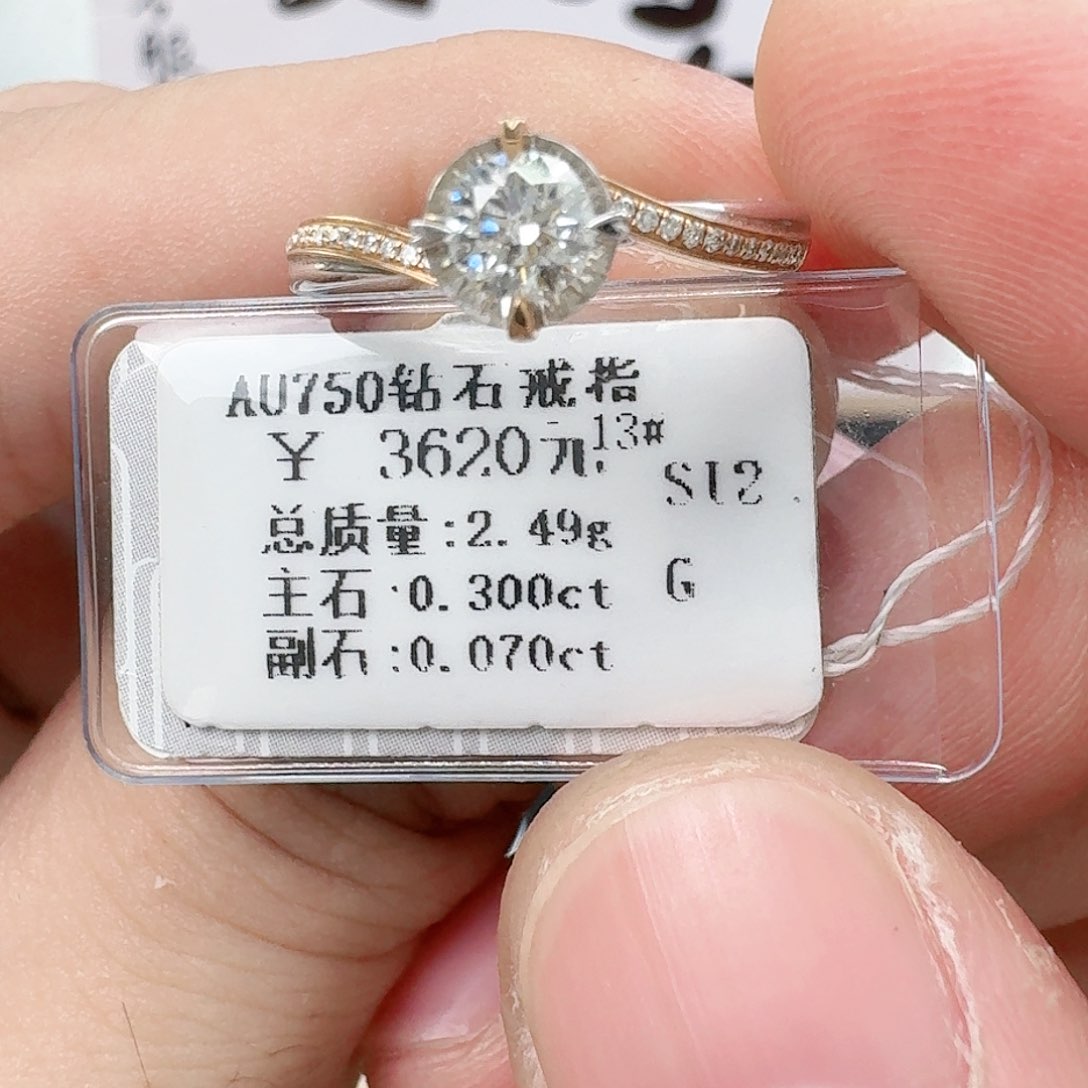 AU750钻石戒指
¥ 3620元 13#
SI2
总质量:2.49g
主石:0.300ct G
副石:0.070ct